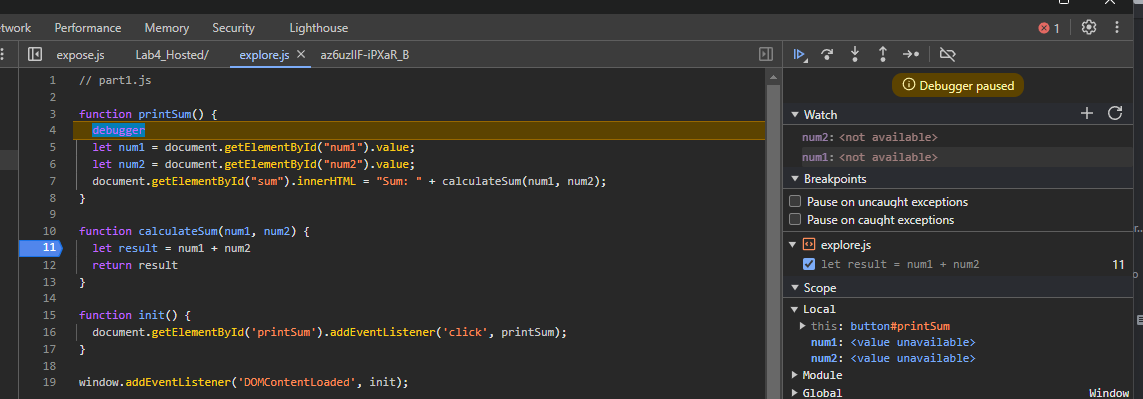 etwork Performance Memory Security Lighthouse 1
expose.js Lab4_Hosted/ explore.js az6uzlIF-iPXaR_B
1 // part1.js
2
3 function printSum() {
4 debugger
5 let num1 = document.getElementById("num1").value;
6 let num2 = document.getElementById("num2").value;
7 document.getElementById("sum").innerHTML = "Sum: " + calculateSum(num1, num2);
8 }
9
10 function calculateSum(num1, num2) {
11 let result = num1 + num2
12 return result
13 }
14
15 function init() {
16 document.getElementById('printSum').addEventListener('click', printSum);
17 }
18
19 window.addEventListener('DOMContentLoaded', init);
Debugger paused
Watch
num2: <not available>
num1: <not available>
Breakpoints
Pause on uncaught exceptions
Pause on caught exceptions
explore.js
let result = num1 + num2 11
Scope
Local
this: button#printSum
num1: <value unavailable>
num2: <value unavailable>
Module
Global Window